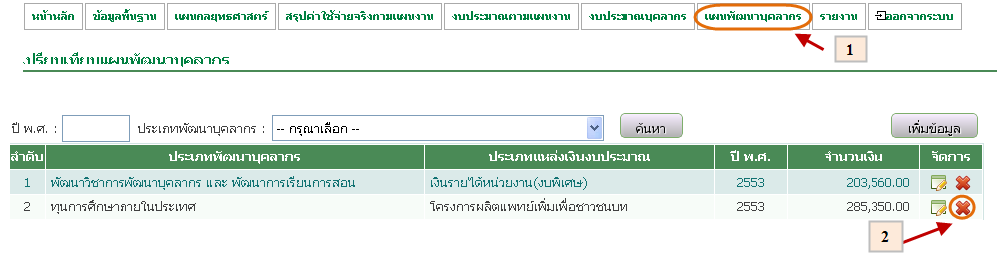 หน้าหลัก ข้อมูลพื้นฐาน แผนกลยุทธศาสตร์ สรุปค่าใช้จ่ายจริงตามแผนงาน งบประมาณตามแผนงาน งบประมาณบุคลากร แผนพัฒนาบุคลากร รายงาน ออกจากระบบ
1
เปรียบเทียบแผนพัฒนาบุคลากร
ปี พ.ศ. : ประเภทพัฒนาบุคลากร : -- กรุณาเลือก -- ค้นหา เพิ่มข้อมูล
ลำดับ ประเภทพัฒนาบุคลากร ประเภทแหล่งเงินงบประมาณ ปี พ.ศ. จำนวนเงิน จัดการ
1 พัฒนาวิชาการพัฒนาบุคลากร และ พัฒนาการเรียนการสอน เงินรายได้หน่วยงาน(งบพิเศษ) 2553 203,560.00
2 ทุนการศึกษาภายในประเทศ โครงการผลิตแพทย์เพิ่มเพื่อชาวชนบท 2553 285,350.00
2